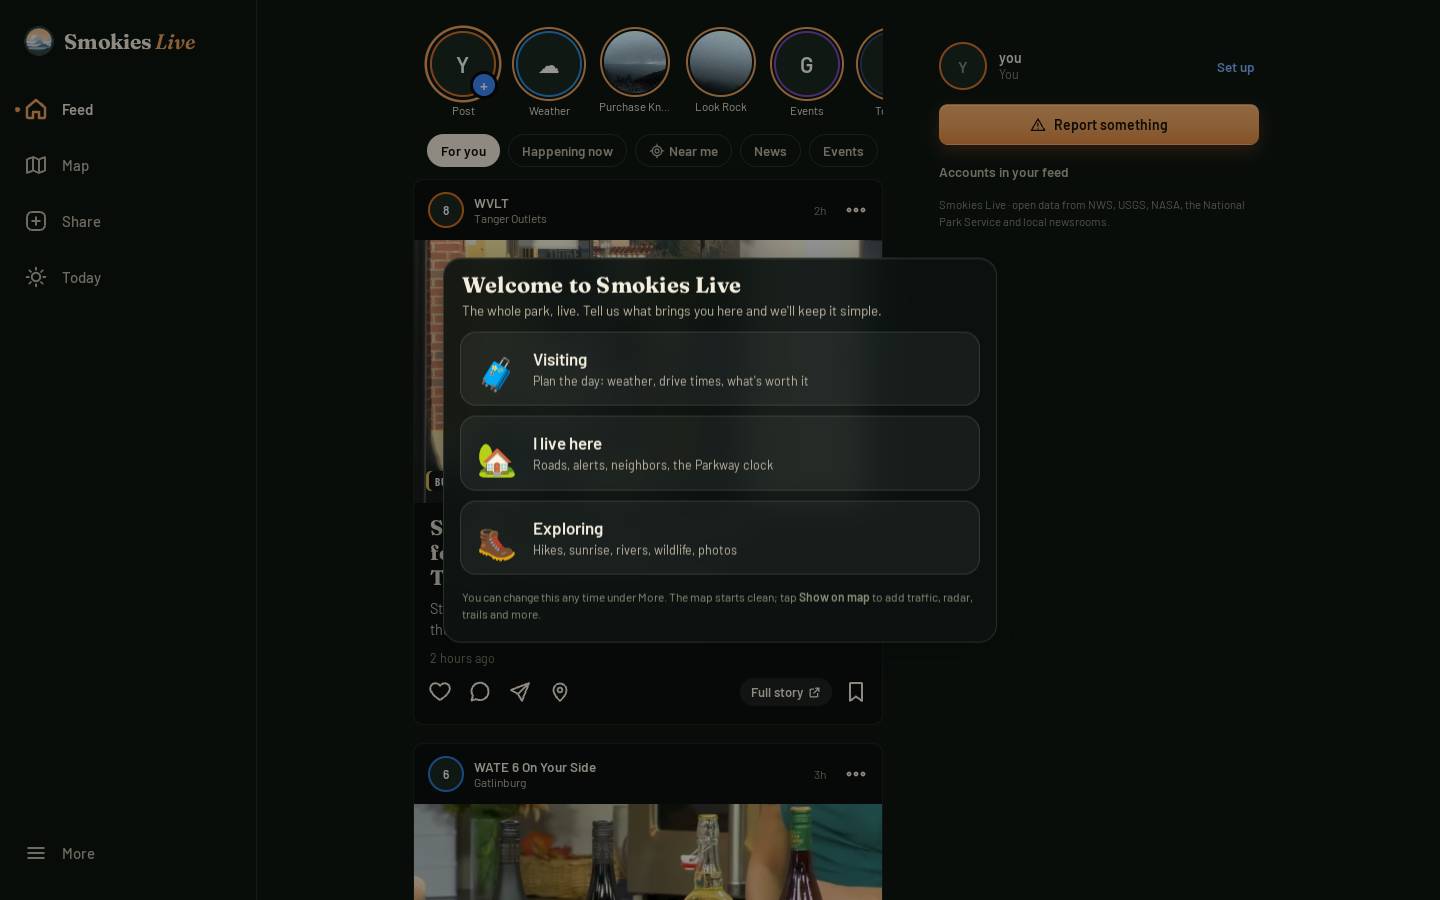 Smokies Live
Feed
Map
Share
Today
More
Y
Post
Weather
Purchase Kn...
Look Rock
G
Events
For you
Happening now
Near me
News
Events
8
WVLT
Tanger Outlets
2h
Welcome to Smokies Live
The whole park, live. Tell us what brings you here and we'll keep it simple.
Visiting
Plan the day: weather, drive times, what's worth it
I live here
Roads, alerts, neighbors, the Parkway clock
Exploring
Hikes, sunrise, rivers, wildlife, photos
You can change this any time under More. The map starts clean; tap Show on map to add traffic, radar,
trails and more.
2 hours ago
Full story
6
WATE 6 On Your Side
Gatlinburg
3h
Y
you
You
Set up
Report something
Accounts in your feed
Smokies Live · open data from NWS, USGS, NASA, the National
Park Service and local newsrooms.